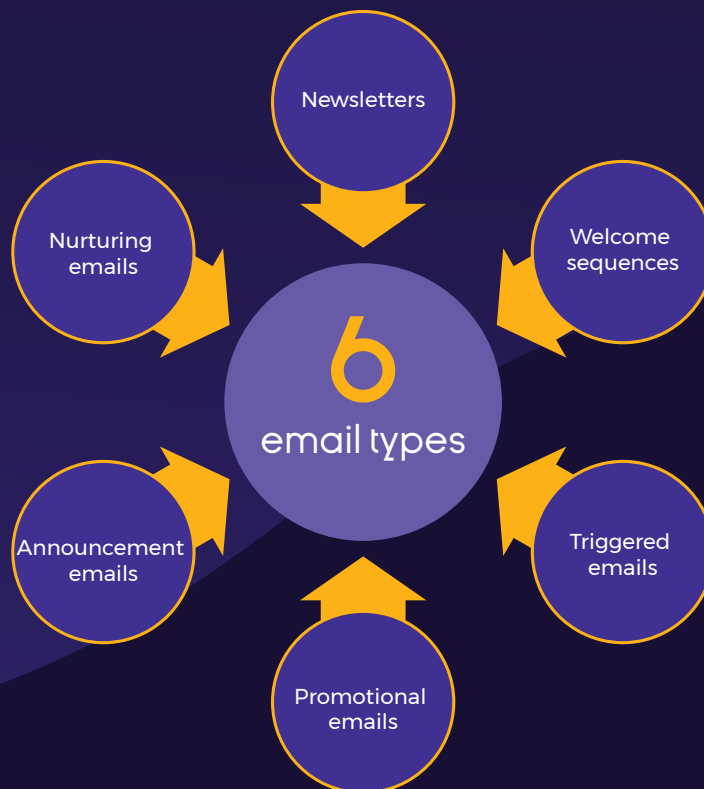 Newsletters
Nurturing
emails
Welcome
sequences
6
email types
Announcement
emails
Triggered
emails
Promotional
emails